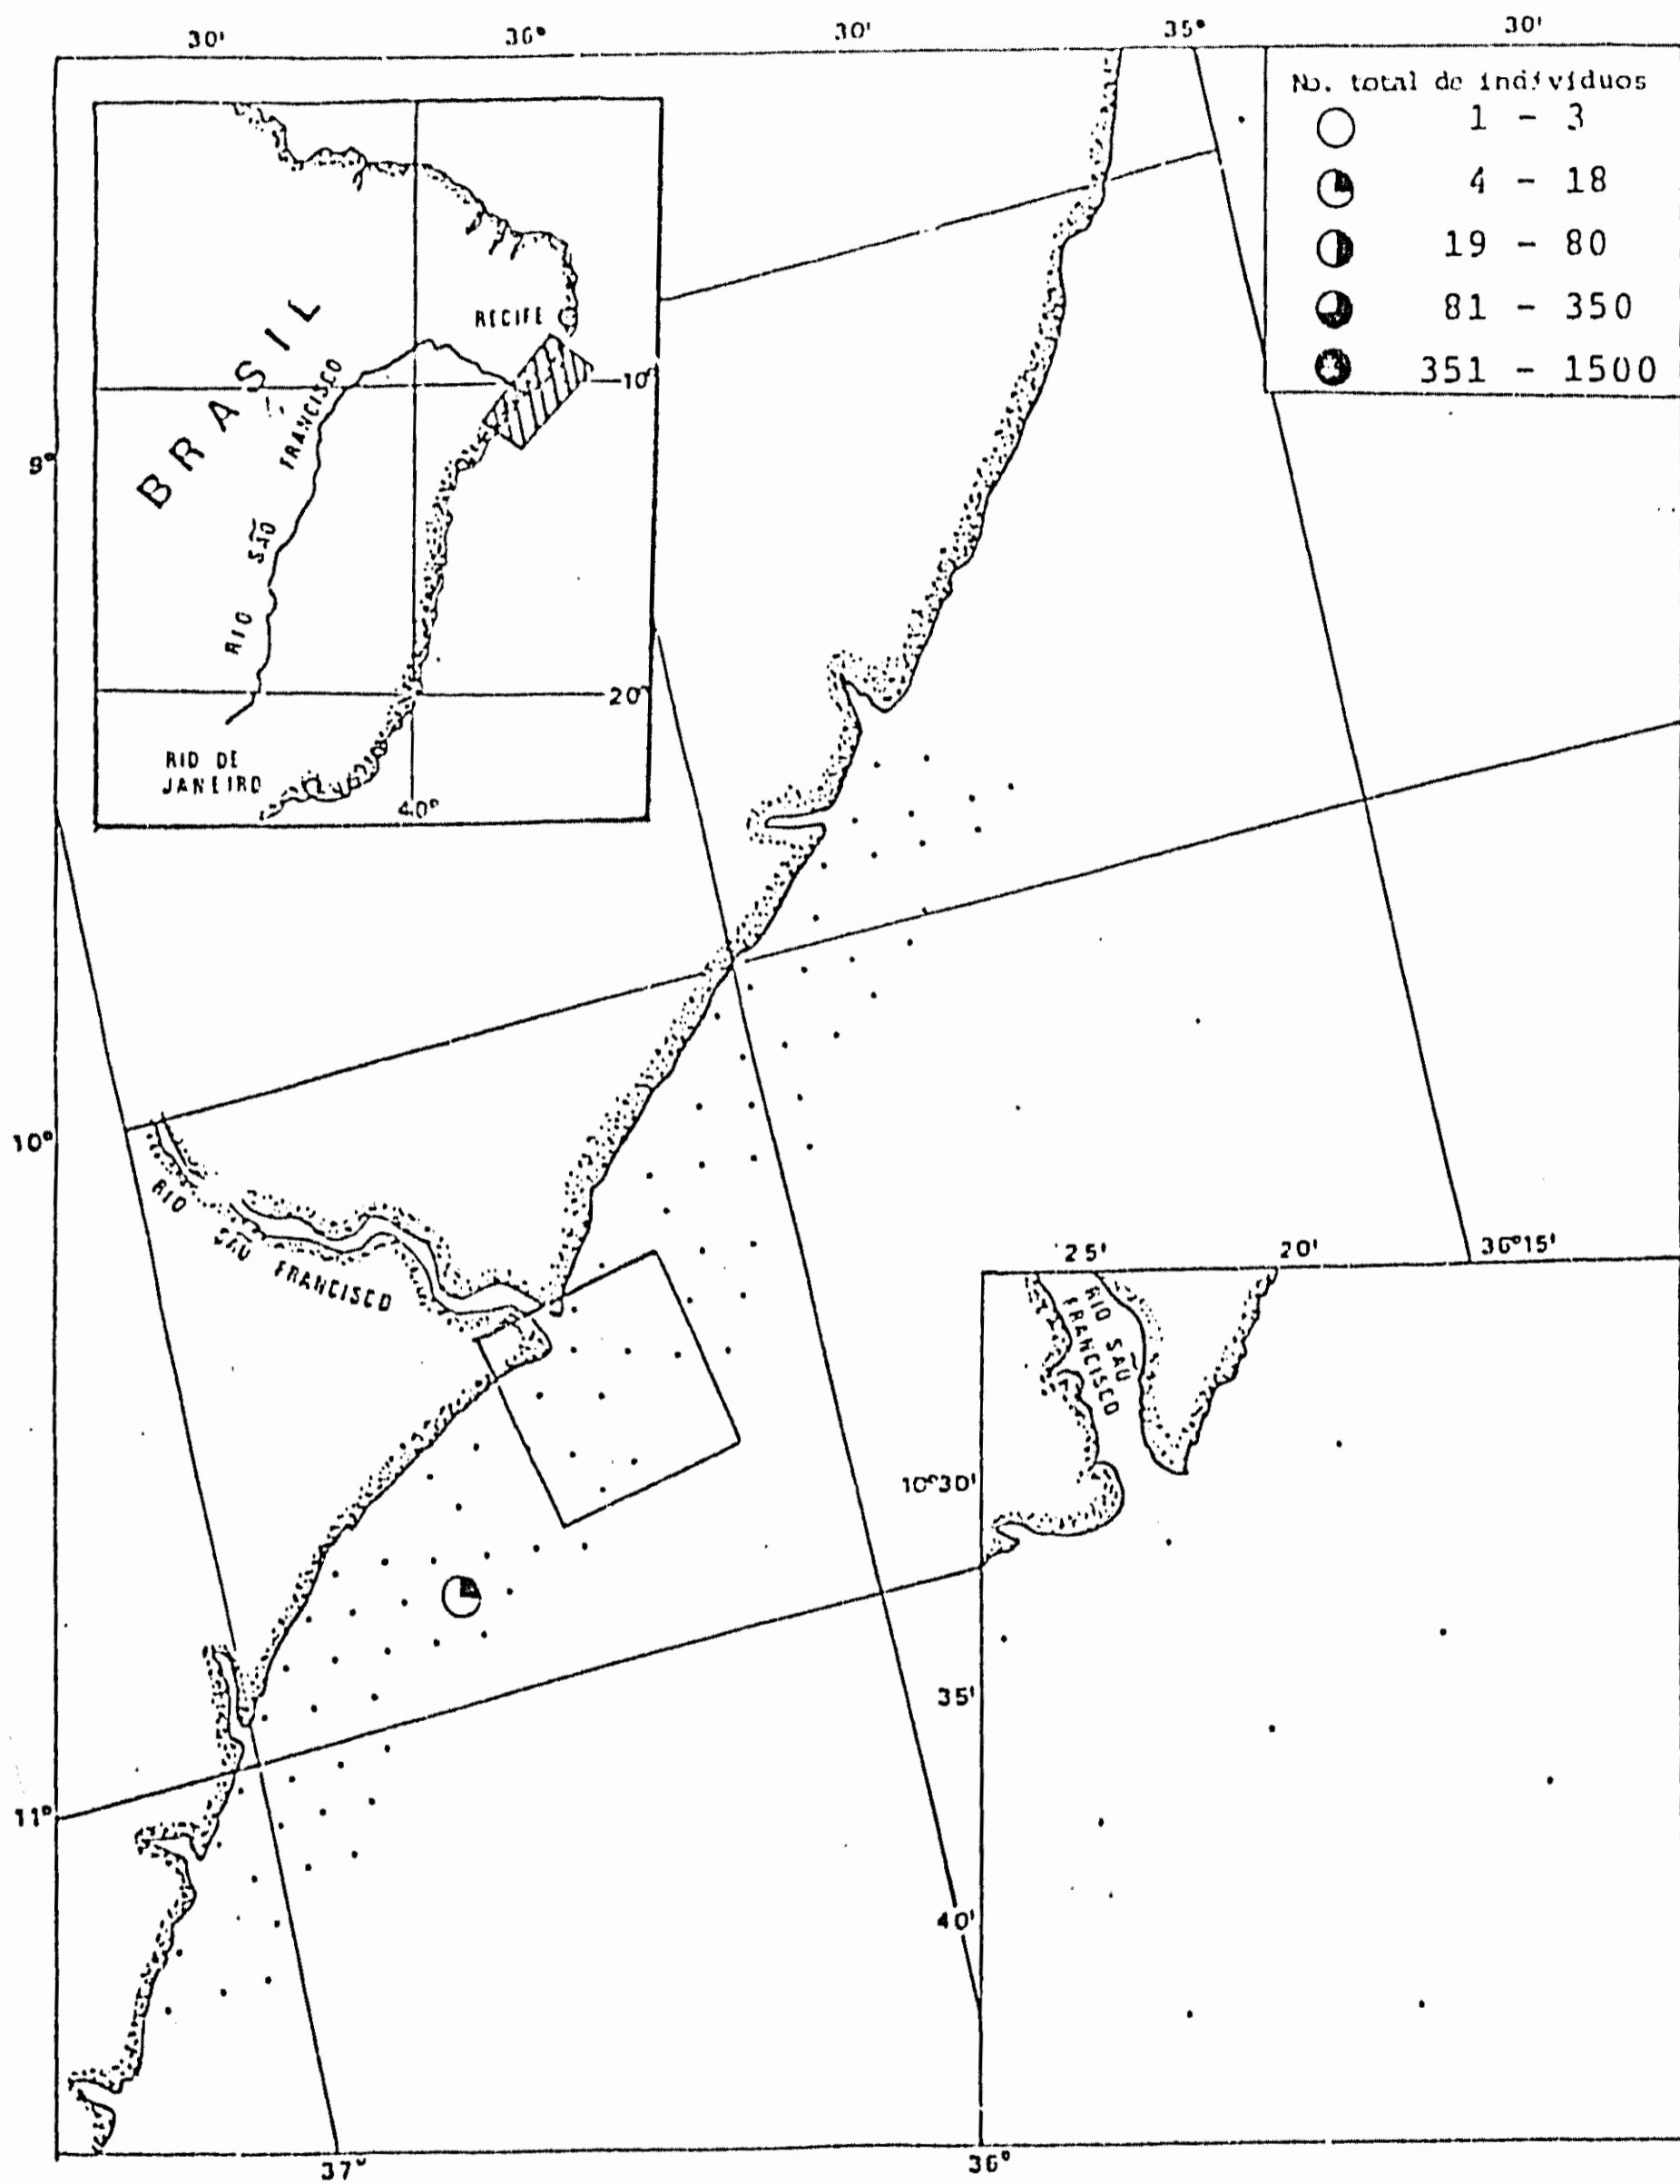 30' 36° 30' 35° 30'
No. total de indivíduos
1 - 3
4 - 18
19 - 80
81 - 350
351 - 1500
BRASIL
RECIFE
RIO SÃO FRANCISCO
10°
20°
40°
RIO DE
JANEIRO
9°
10°
RIO SÃO FRANCISCO
11°
25' 20' 36°15'
RIO SÃO
FRANCISCO
10°30'
35'
40'
37° 36°